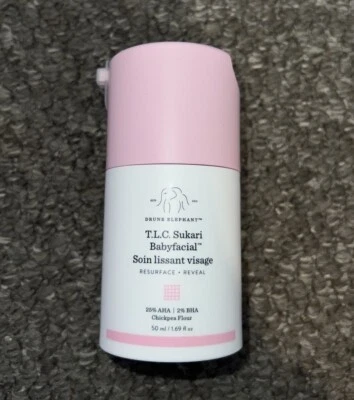 DRUNK ELEPHANT™
T.L.C. Sukari
Babyfacial™
Soin lissant visage
RESURFACE + REVEAL
25% AHA | 2% BHA
Chickpea Flour
50 ml / 1.69 fl oz